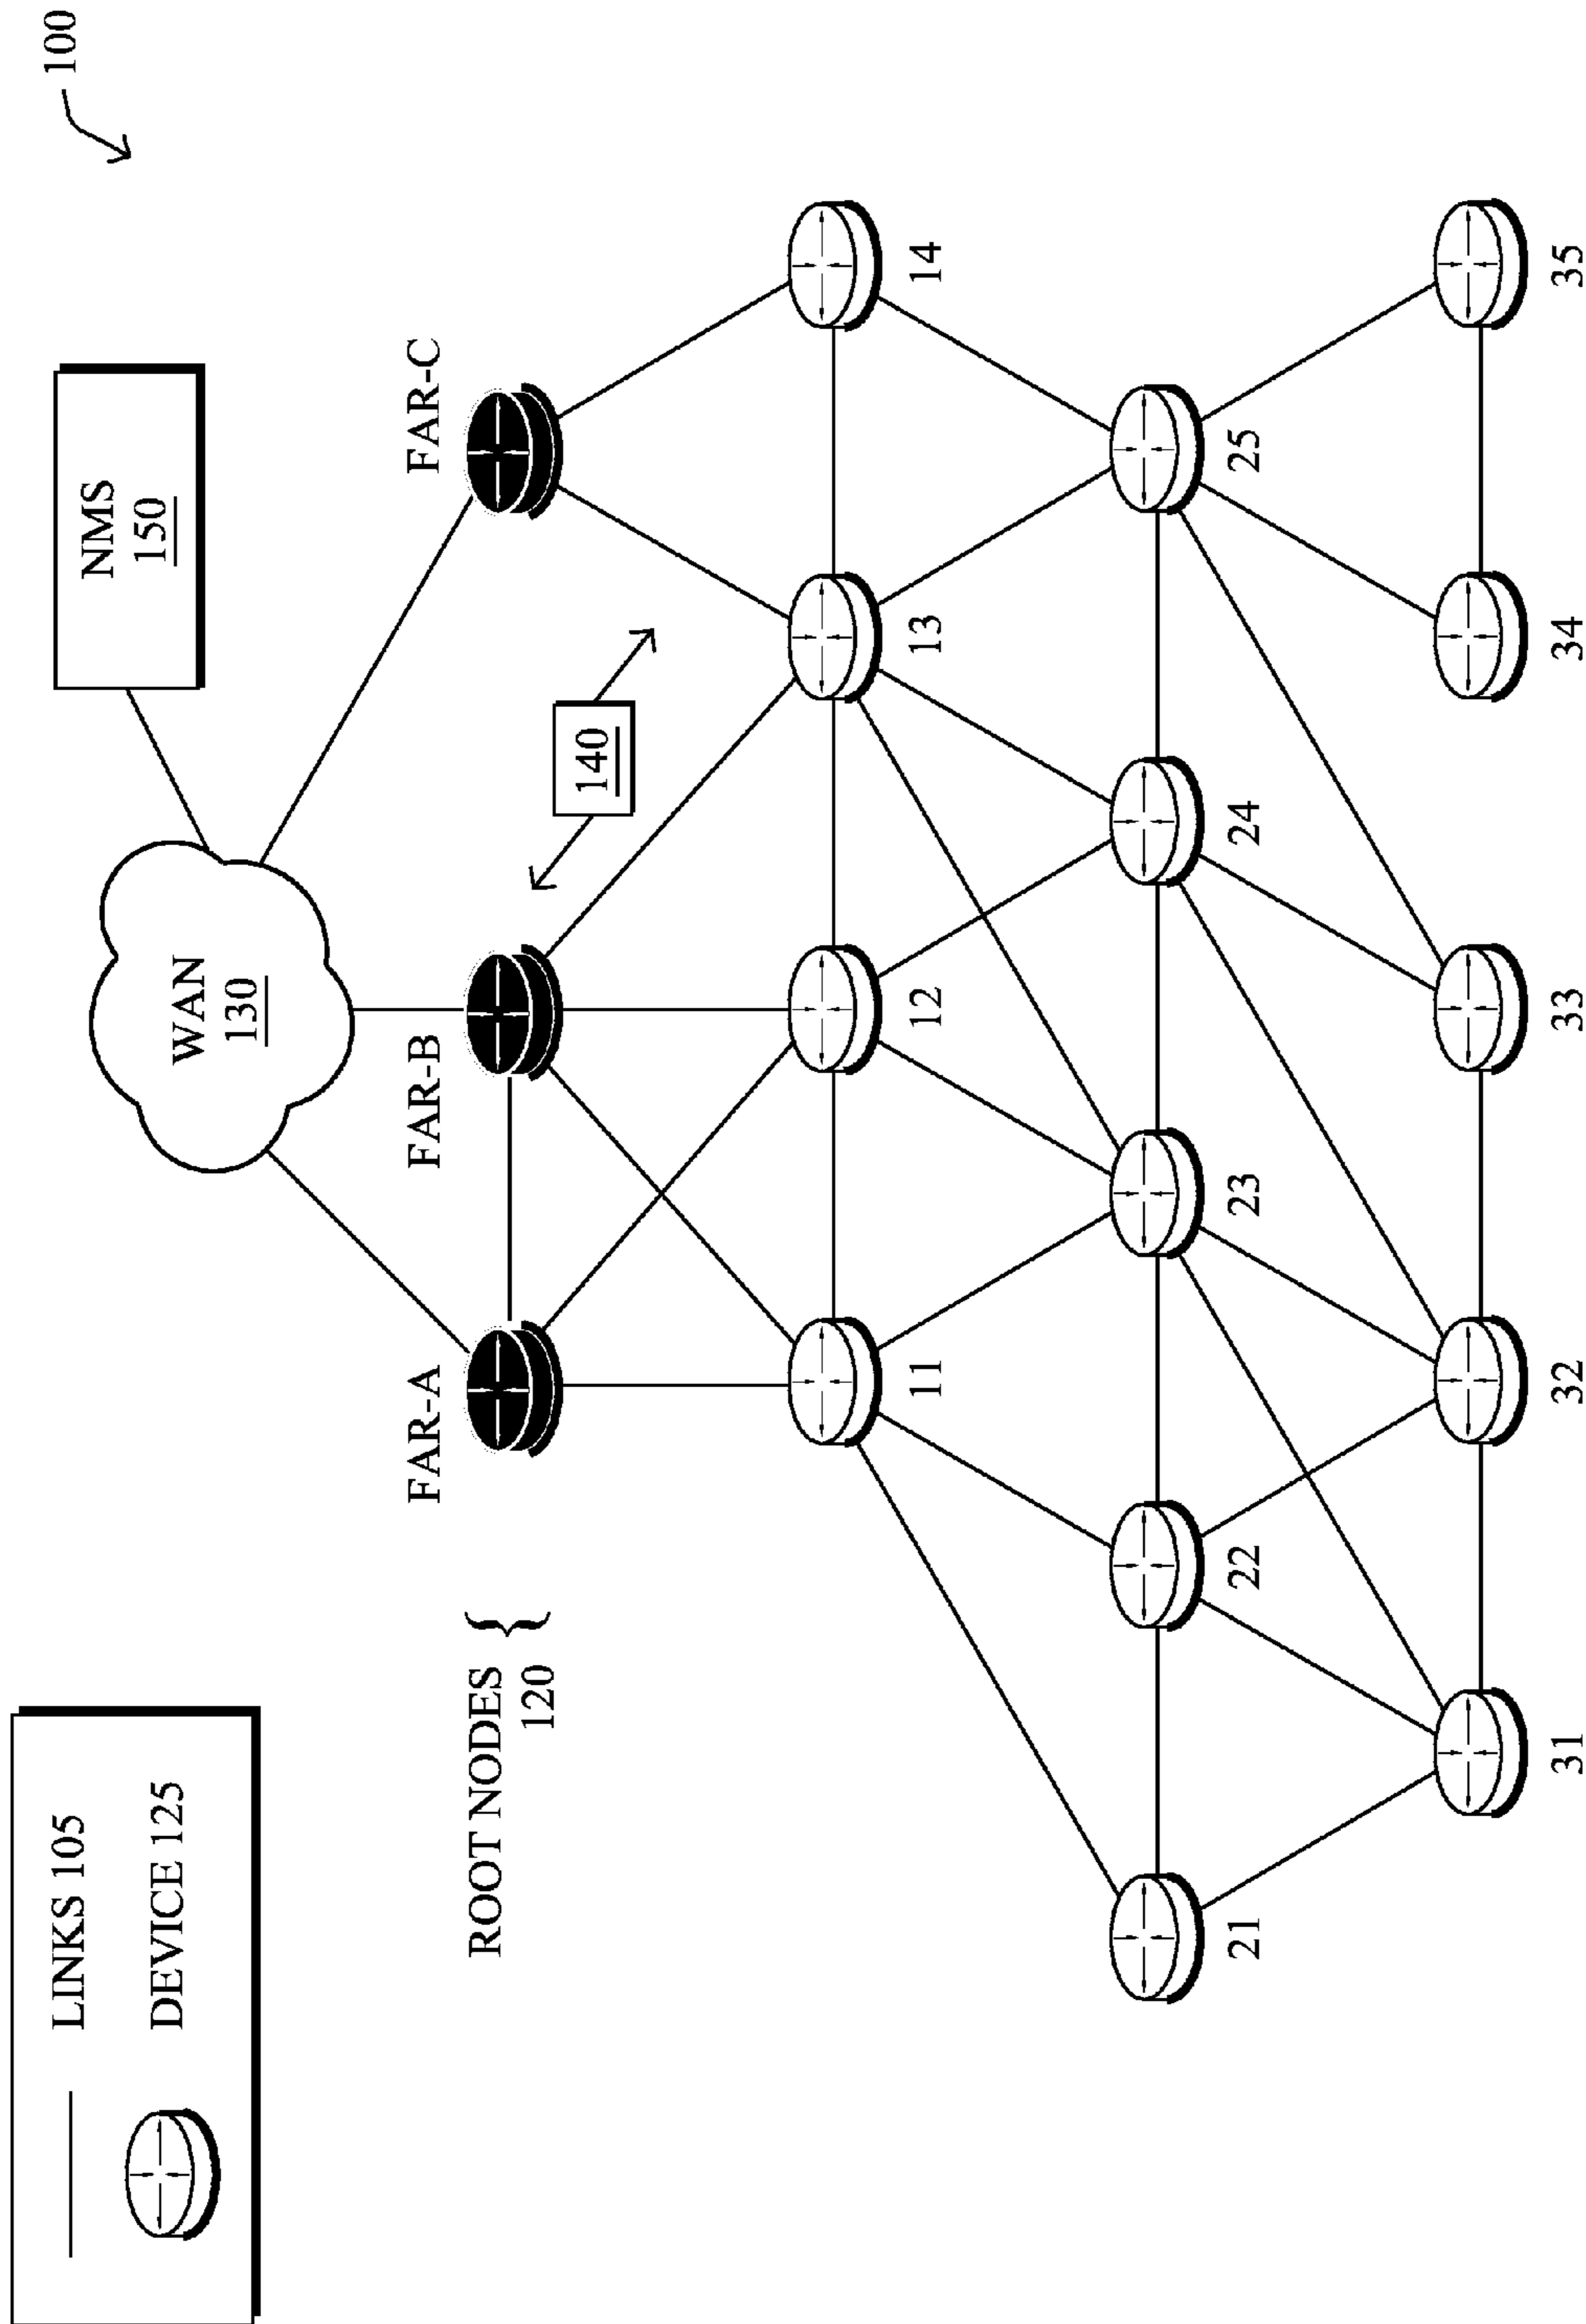 100
LINKS 105
DEVICE 125
NMS
150
WAN
130
ROOT NODES {
120
FAR-A
FAR-B
FAR-C
140
11
12
13
14
21
22
23
24
25
31
32
33
34
35